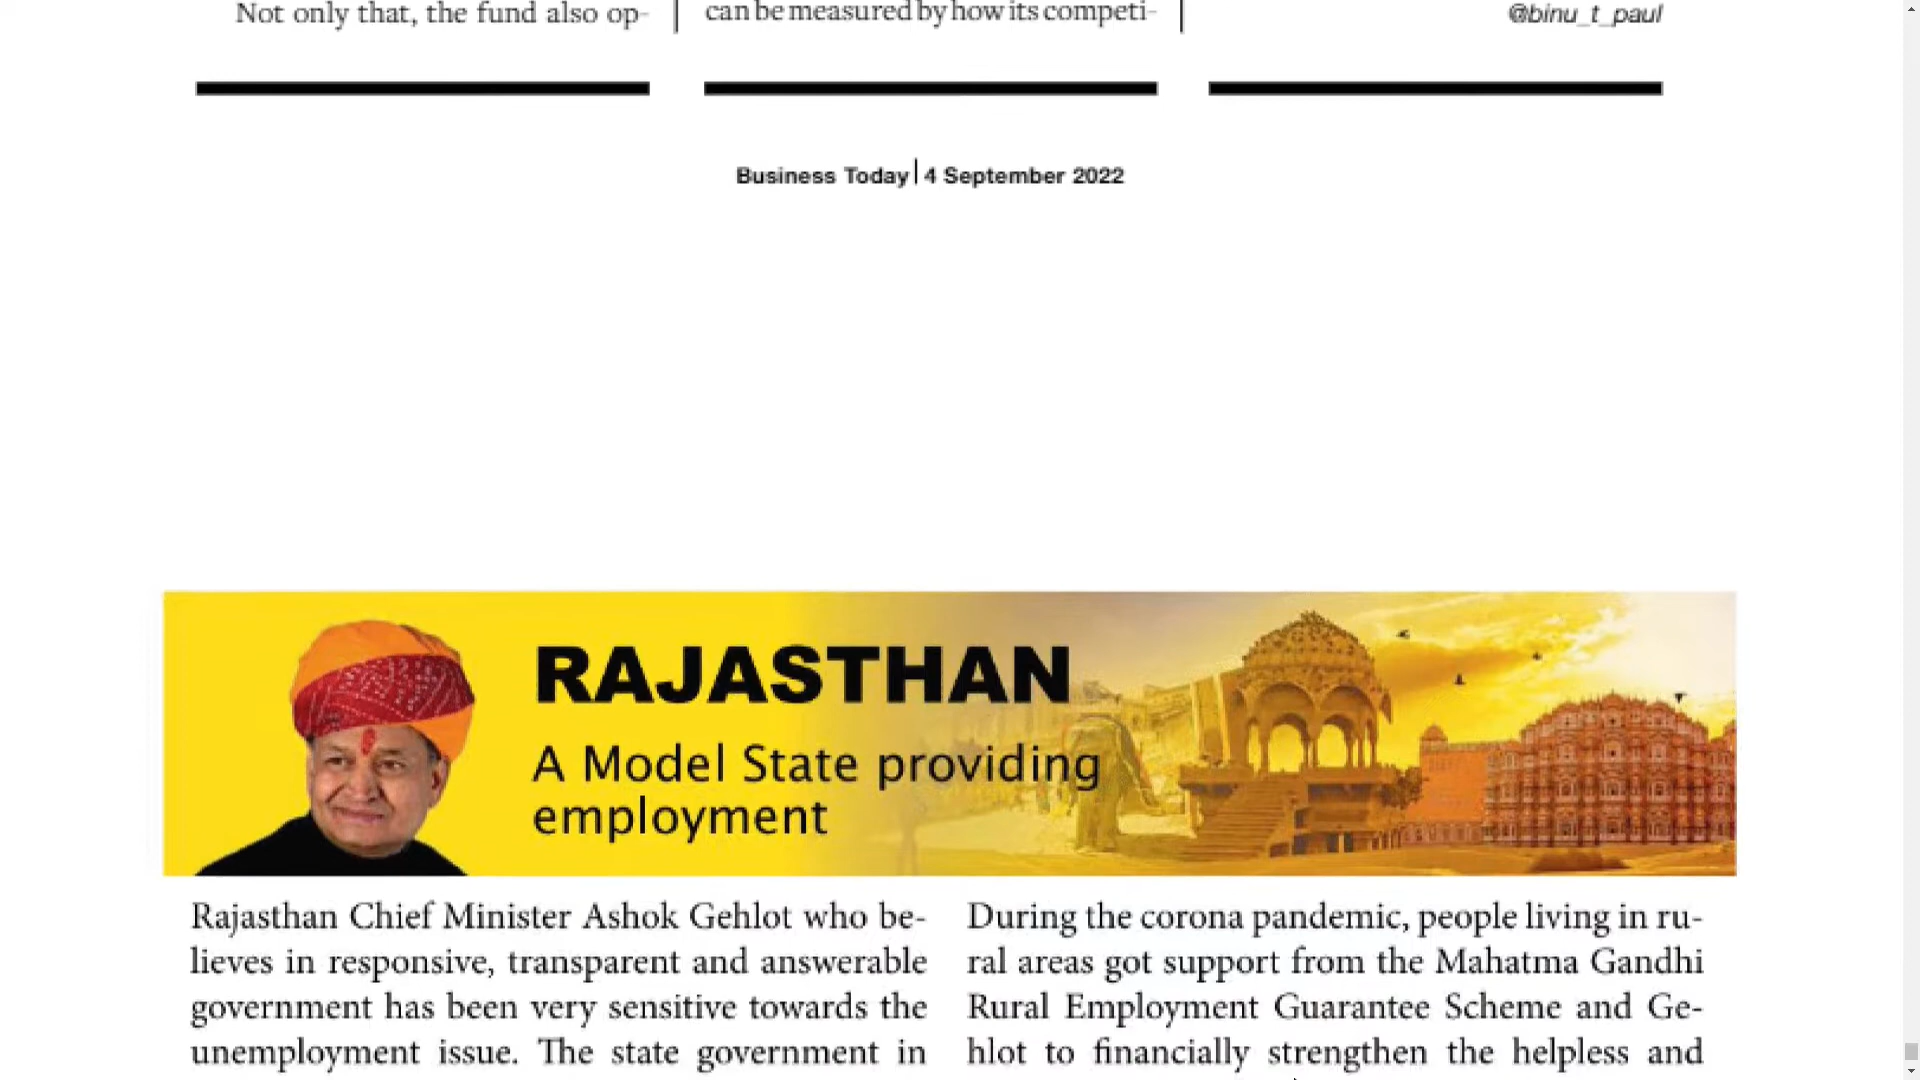 Not only that, the fund also op-
can be measured by how its competi-
@binu_t_paul
Business Today | 4 September 2022
RAJASTHAN
A Model State providing
employment
Rajasthan Chief Minister Ashok Gehlot who be-
lieves in responsive, transparent and answerable
government has been very sensitive towards the
unemployment issue. The state government in
During the corona pandemic, people living in ru-
ral areas got support from the Mahatma Gandhi
Rural Employment Guarantee Scheme and Ge-
hlot to financially strengthen the helpless and